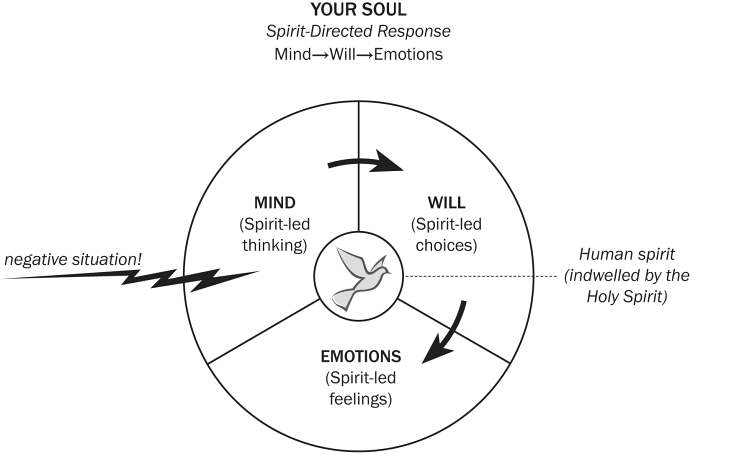 YOUR SOUL
Spirit-Directed Response
Mind→Will→Emotions
MIND
(Spirit-led
thinking)
WILL
(Spirit-led
choices)
negative situation!
Human spirit
(indwelled by the
Holy Spirit)
EMOTIONS
(Spirit-led
feelings)